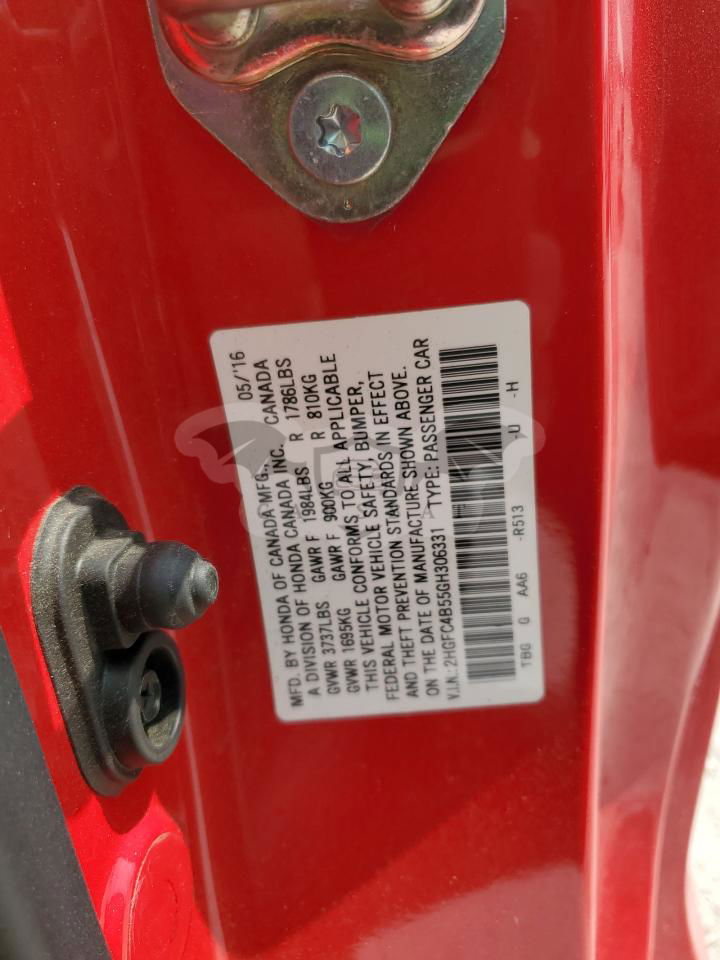 MFD. BY HONDA OF CANADA MFG., 05/'16
A DIVISION OF HONDA CANADA INC. CANADA
GVWR 3737LBS GAWR F 1984LBS R 1786LBS
GVWR 1695KG GAWR F 900KG R 810KG
THIS VEHICLE CONFORMS TO ALL APPLICABLE
FEDERAL MOTOR VEHICLE SAFETY, BUMPER,
AND THEFT PREVENTION STANDARDS IN EFFECT
ON THE DATE OF MANUFACTURE SHOWN ABOVE.
V.I.N.: 2HGFC4B55GH306331 TYPE: PASSENGER CAR
TBG G AA6 -R513 -U -H